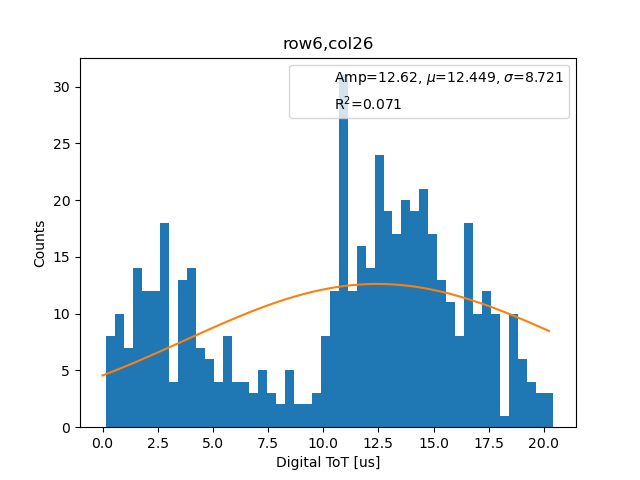 row6,col26
Amp=12.62, μ=12.449, σ=8.721
R²=0.071
Counts
30
25
20
15
10
5
0
0.0 2.5 5.0 7.5 10.0 12.5 15.0 17.5 20.0
Digital ToT [us]